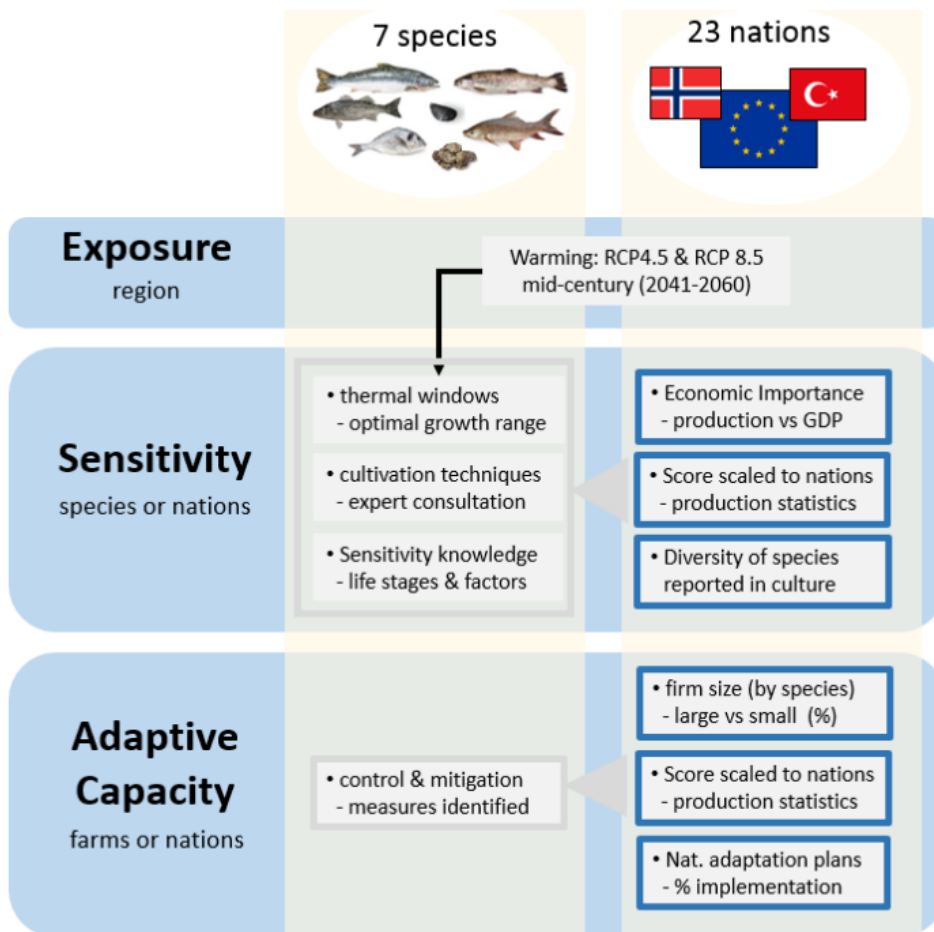 7 species
23 nations
Exposure
region
Warming: RCP4.5 & RCP 8.5
mid-century (2041-2060)
Sensitivity
species or nations
• thermal windows
- optimal growth range
• cultivation techniques
- expert consultation
• Sensitivity knowledge
- life stages & factors
• Economic Importance
- production vs GDP
• Score scaled to nations
- production statistics
• Diversity of species
reported in culture
Adaptive
Capacity
farms or nations
• control & mitigation
- measures identified
• firm size (by species)
- large vs small (%)
• Score scaled to nations
- production statistics
• Nat. adaptation plans
- % implementation